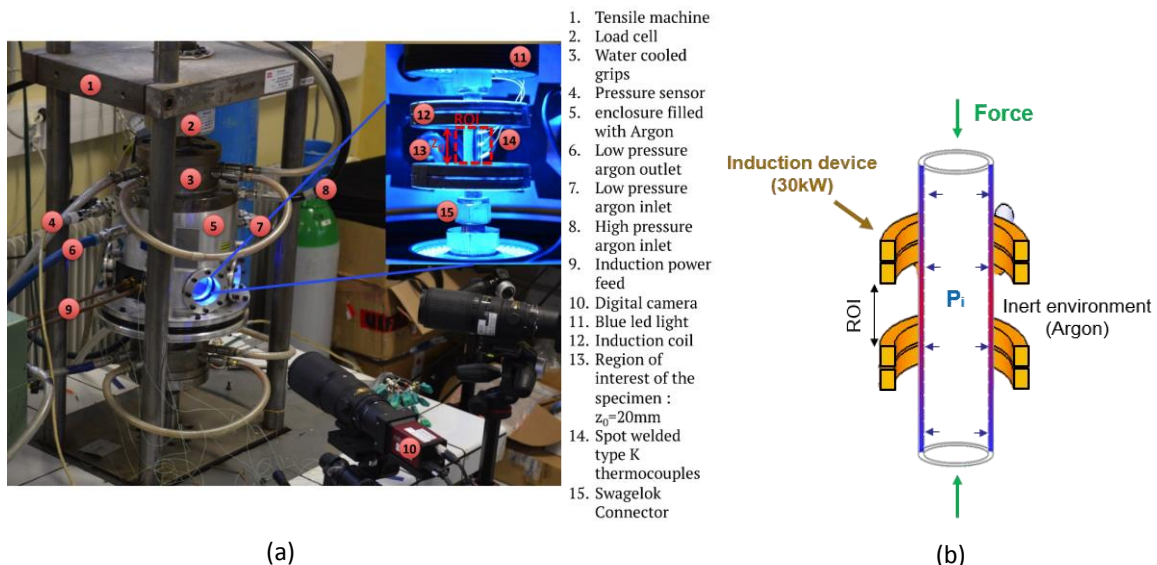 1. Tensile machine
2. Load cell
3. Water cooled
grips
4. Pressure sensor
5. enclosure filled
with Argon
6. Low pressure
argon outlet
7. Low pressure
argon inlet
8. High pressure
argon inlet
9. Induction power
feed
10. Digital camera
11. Blue led light
12. Induction coil
13. Region of
interest of the
specimen :
z₀=20mm
14. Spot welded
type K
thermocouples
15. Swagelok
Connector
1
2
3
4
5
6
7
8
9
10
11
12
ROI
13
z₀
14
15
(a)
Force
Induction device
(30kW)
Pi
ROI
Inert environment
(Argon)
(b)